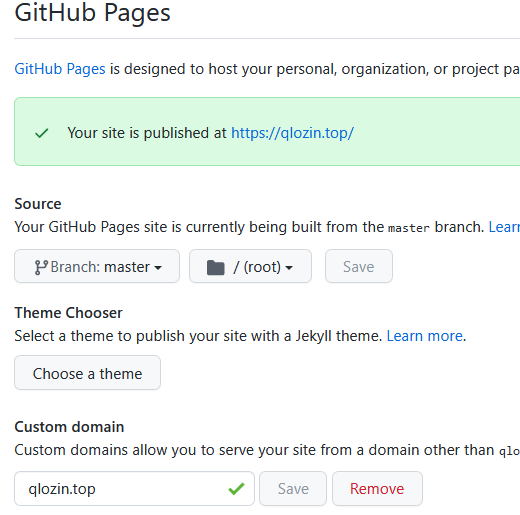 GitHub Pages
GitHub Pages is designed to host your personal, organization, or project pa
Your site is published at https://qlozin.top/
Source
Your GitHub Pages site is currently being built from the master branch. Lear
Branch: master / (root) Save
Theme Chooser
Select a theme to publish your site with a Jekyll theme. Learn more.
Choose a theme
Custom domain
Custom domains allow you to serve your site from a domain other than qlo
qlozin.top Save Remove